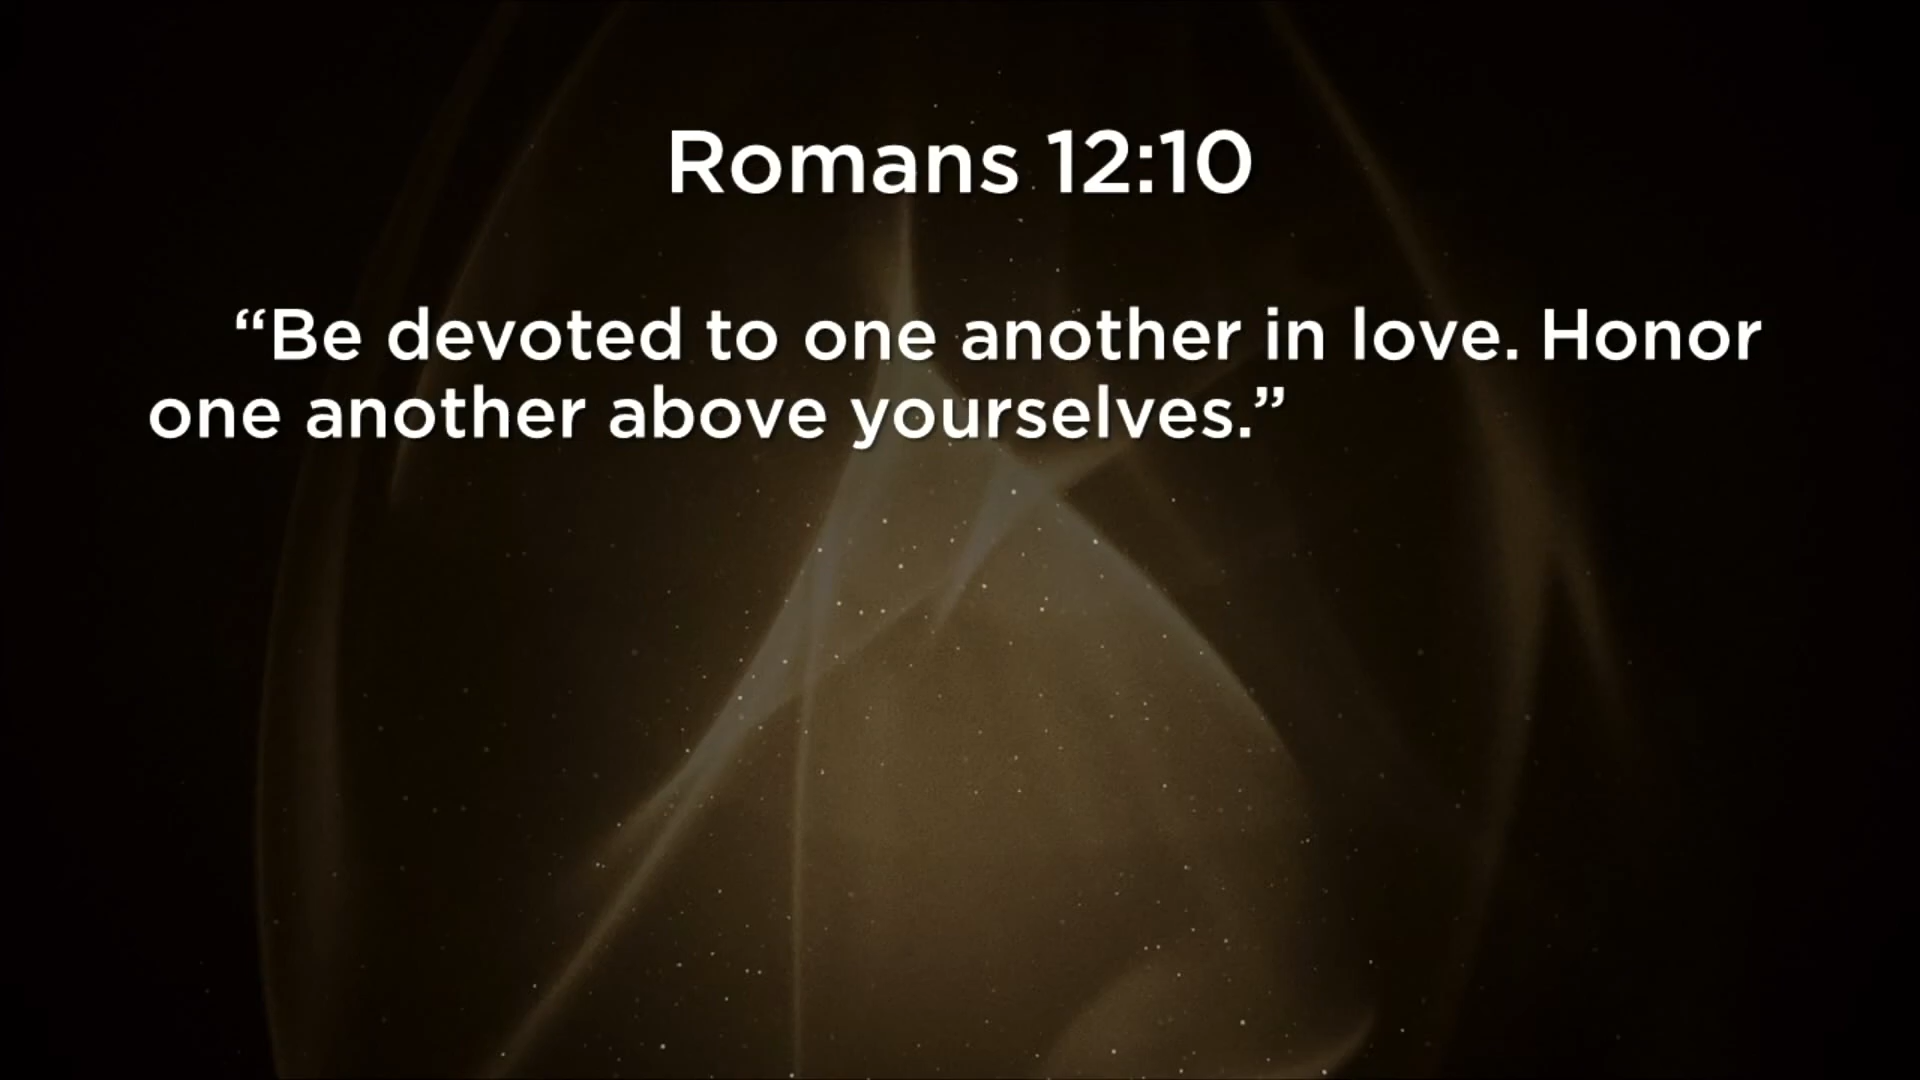 Romans 12:10
“Be devoted to one another in love. Honor
one another above yourselves.”